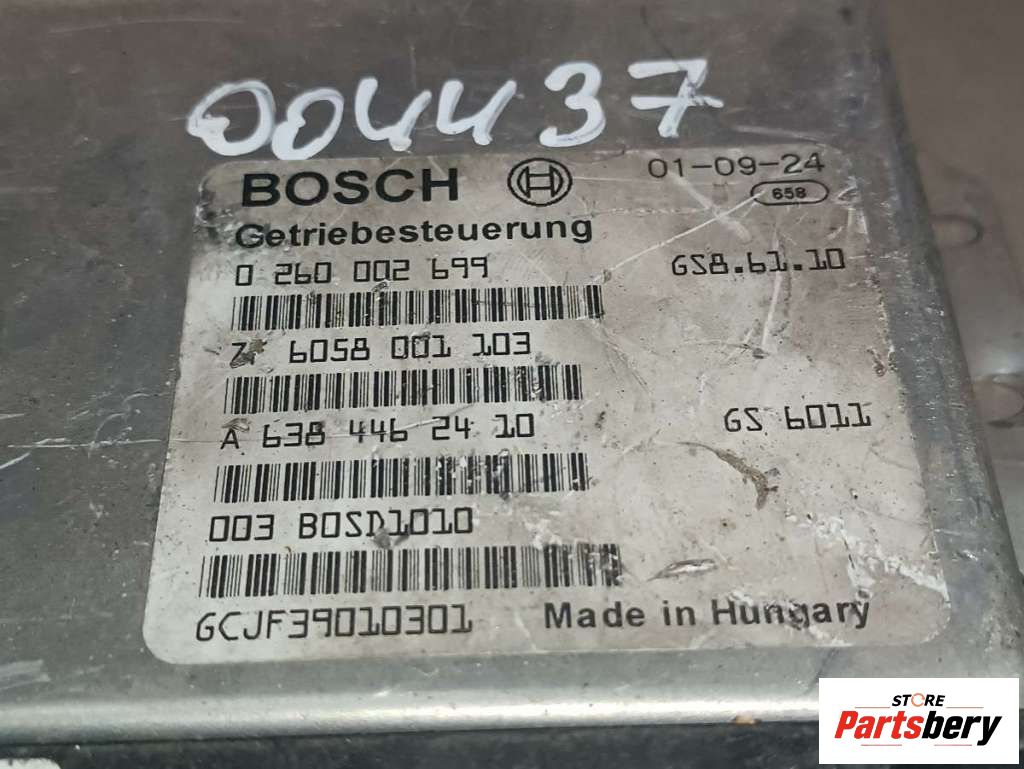 004437
BOSCH 01-09-24
658
Getriebesteuerung
0 260 002 699 GS8.61.10
ZF 6058 001 103
A 638 446 24 10 GS 6011
003 BOSD1010
GCJF39010301 Made in Hungary
STORE
Partsbery